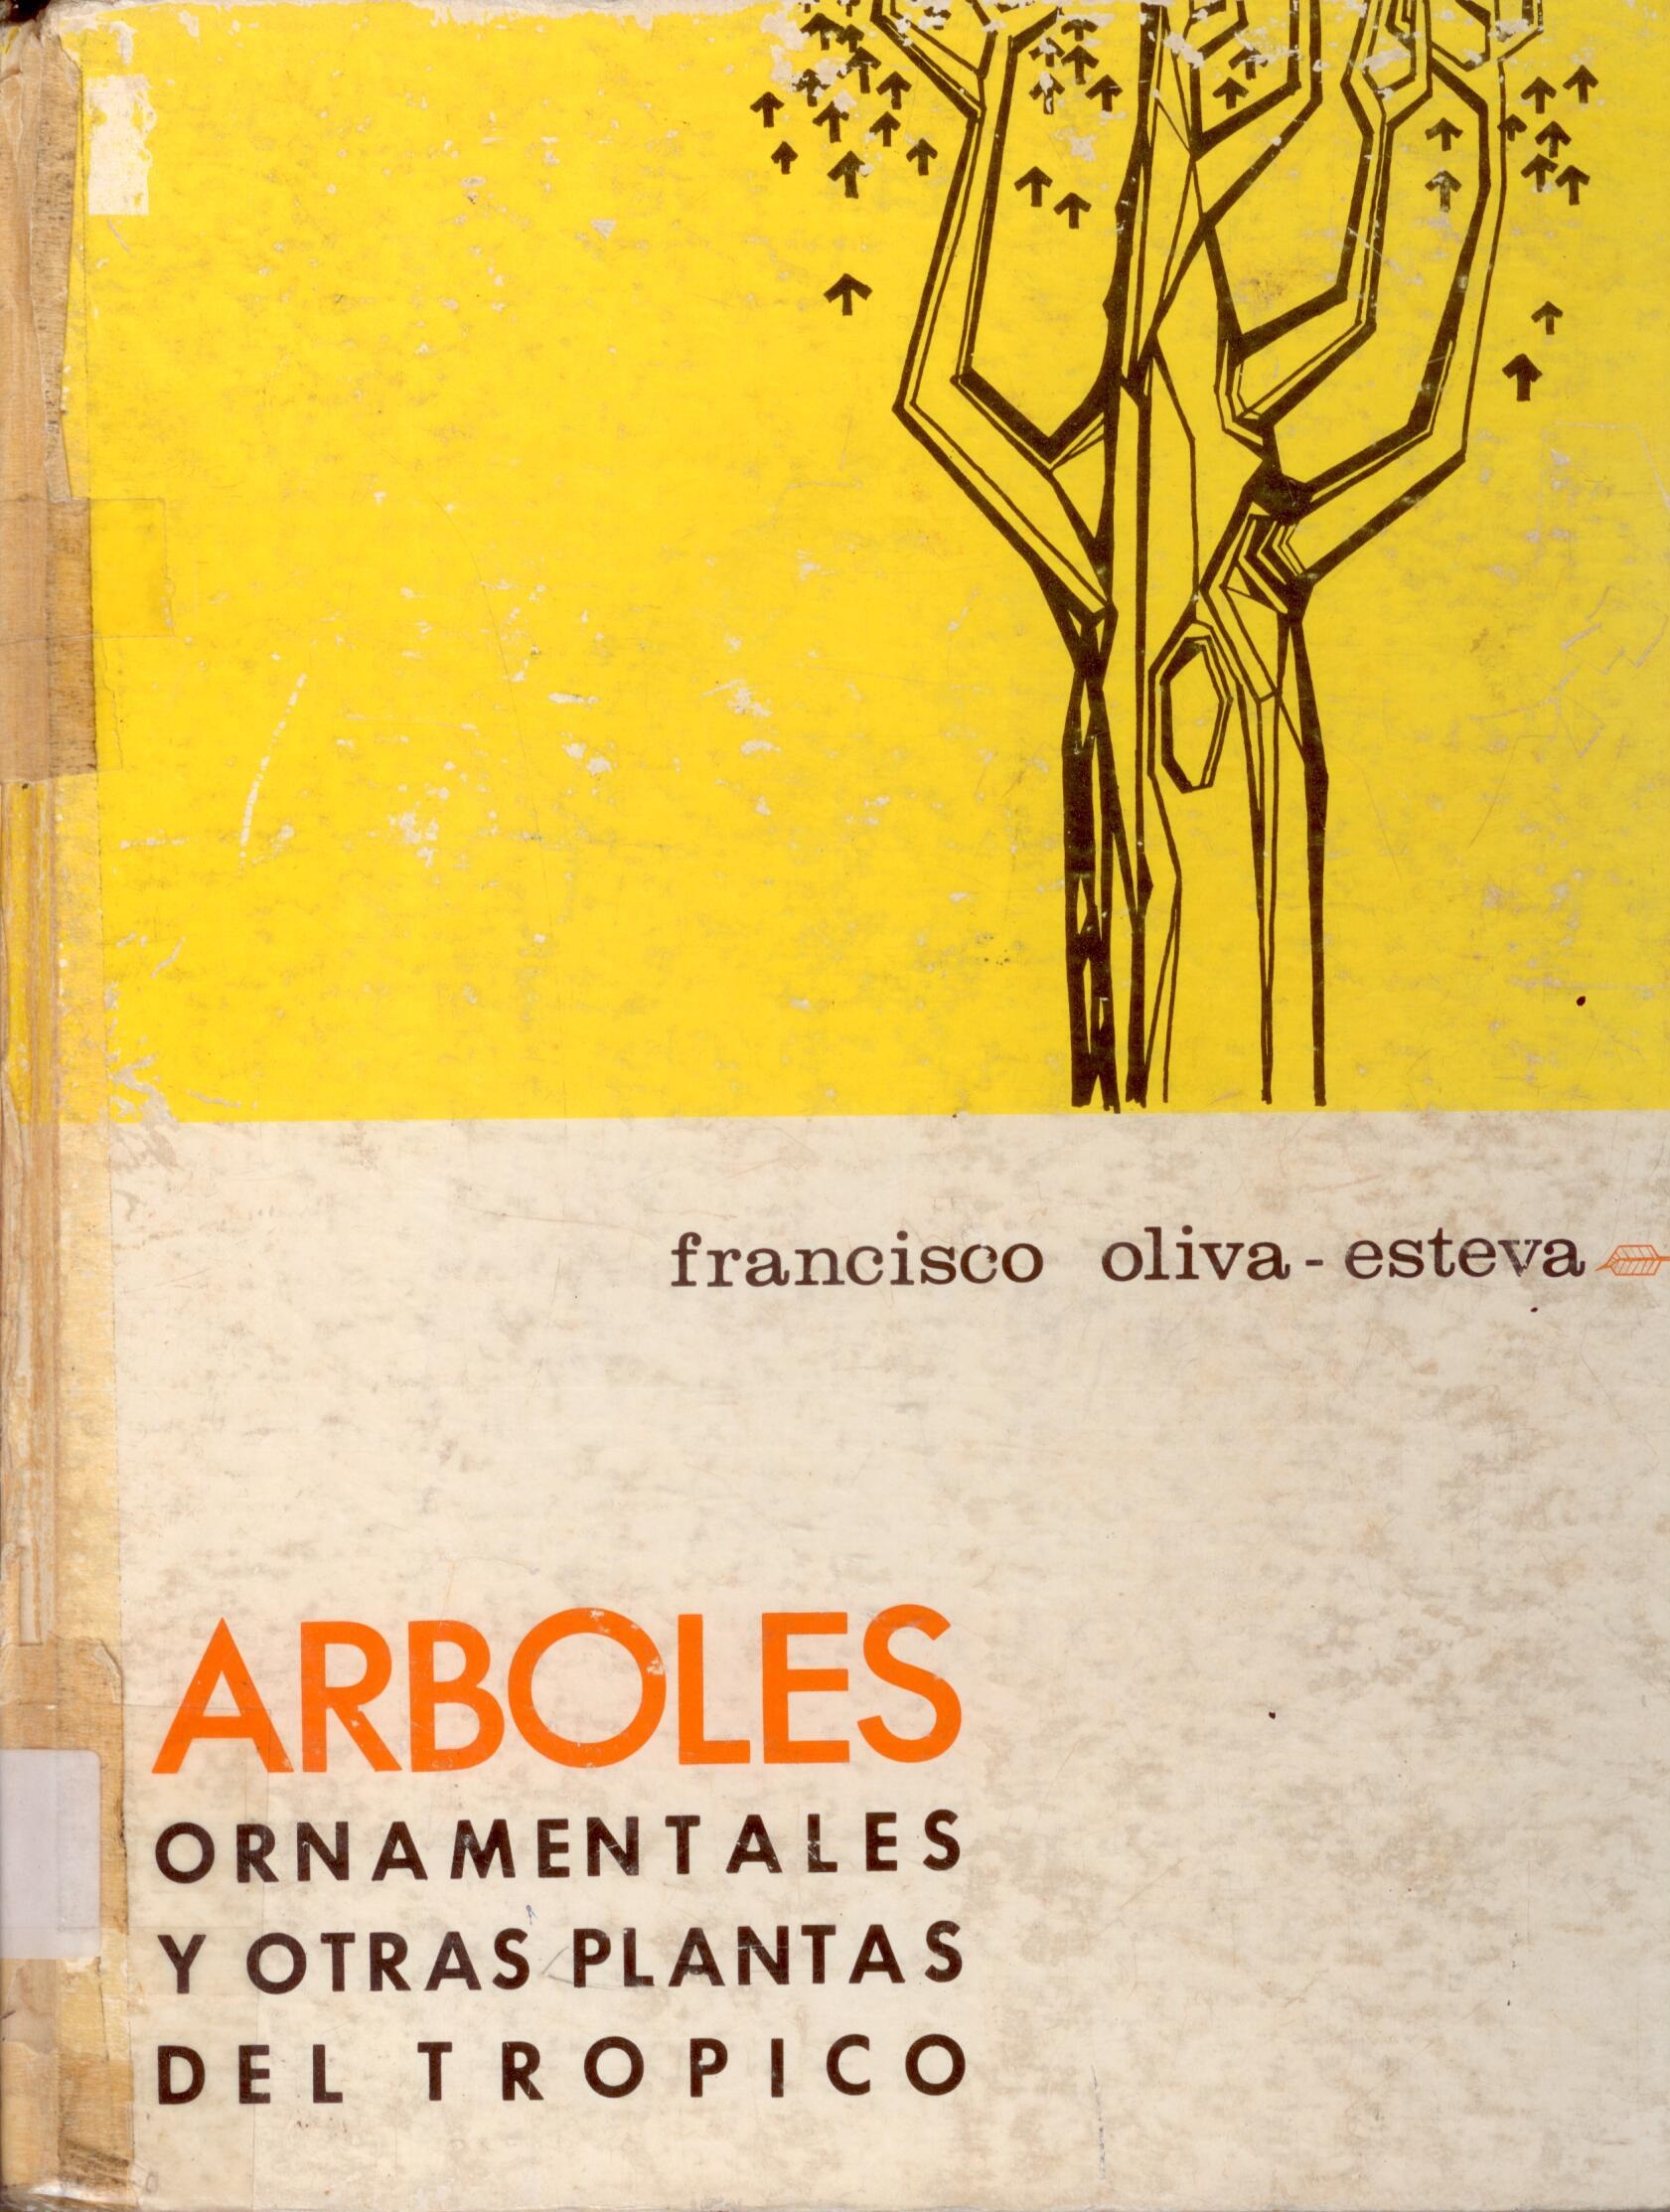 francisco oliva-esteva
ARBOLES
ORNAMENTALES
Y OTRAS PLANTAS
DEL TROPICO